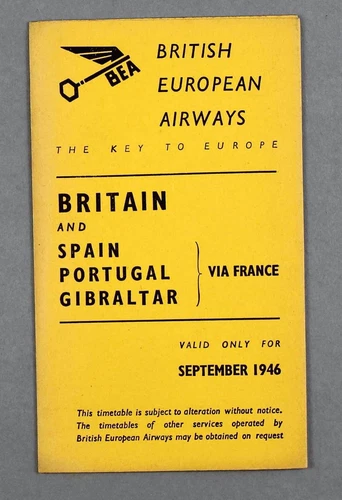 BEA
BRITISH
EUROPEAN
AIRWAYS
THE KEY TO EUROPE
BRITAIN
AND
SPAIN
PORTUGAL
GIBRALTAR
VIA FRANCE
VALID ONLY FOR
SEPTEMBER 1946
This timetable is subject to alteration without notice.
The timetables of other services operated by
British European Airways may be obtained on request